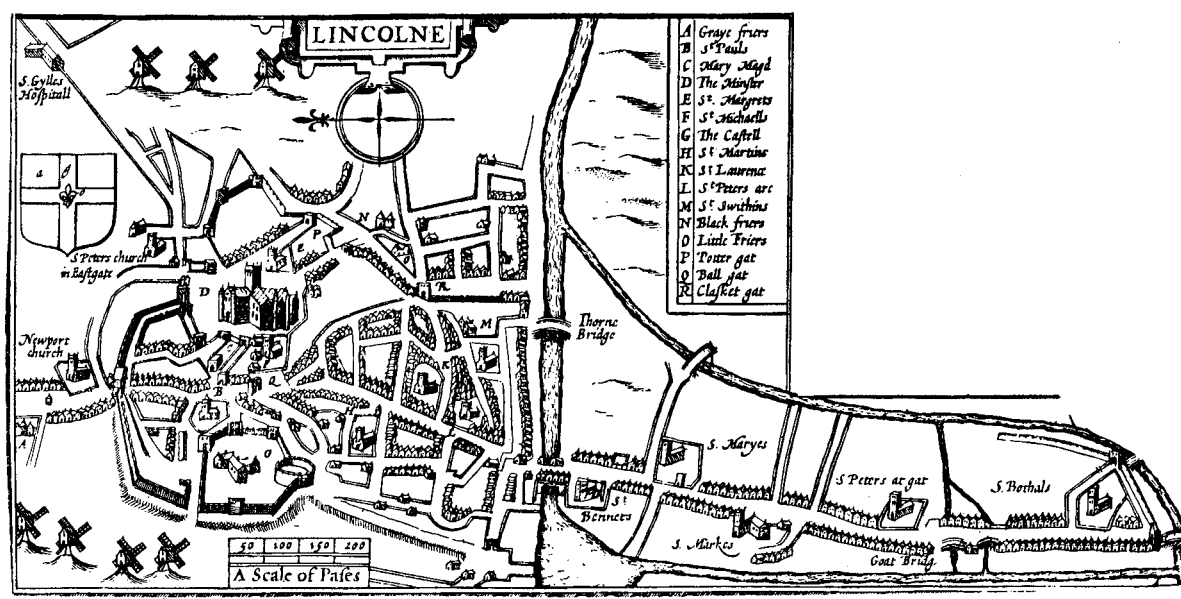 LINCOLNE
A Graye friers
B St Pauls
C Mary Magd
D The Minster
E St. Margrets
F St Michaells
G The Castell
H St Martins
K St Laurence
L St Peters arc
M St Swithins
N Black friers
O Little Friers
P Potter gat
Q Ball gat
R Clasket gat
S. Gylles
Hospitall
a
S. Peters church
in Eastgate
N
P
E
D
R
M
Thorne
Bridge
Newport
church
K
B
Q
H
A
G
S. Maryes
S Peters at gat
S. Bothals
St
Bennets
S. Markes
Goat Bridg.
50 100 150 200
A Scale of Pases